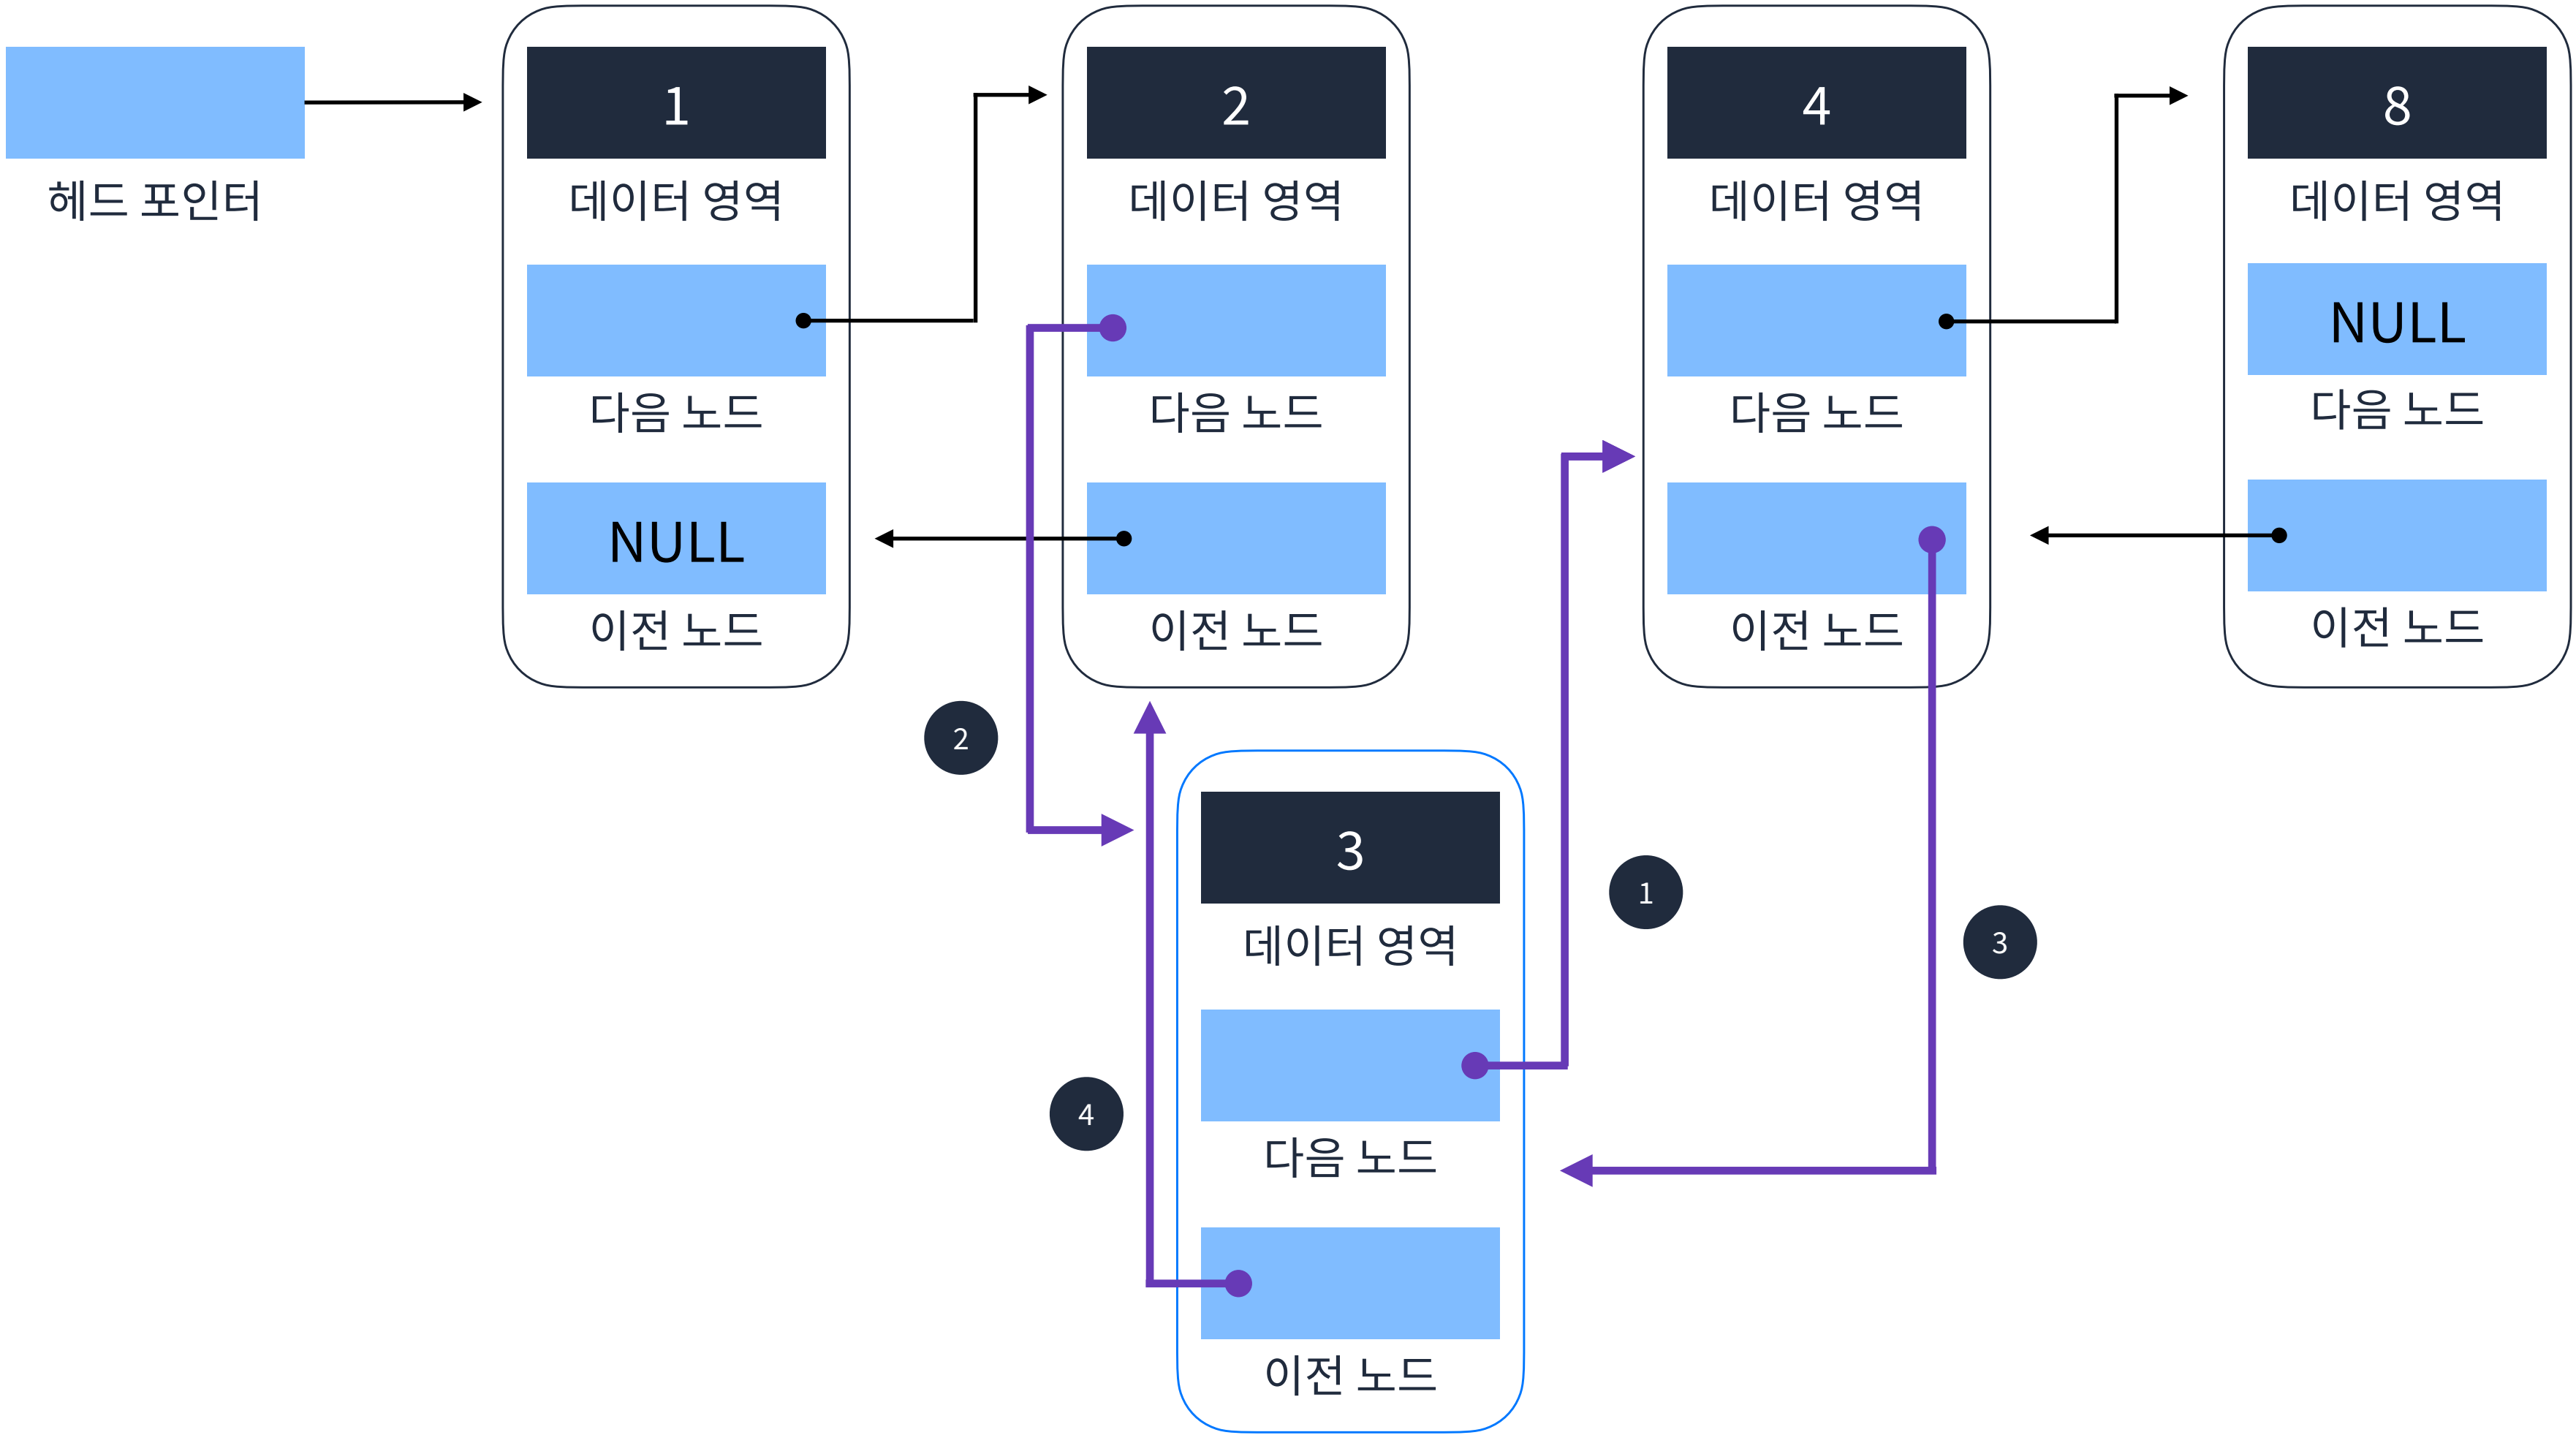 헤드 포인터
1
데이터 영역
다음 노드
NULL
이전 노드
2
데이터 영역
다음 노드
이전 노드
4
데이터 영역
다음 노드
이전 노드
8
데이터 영역
NULL
다음 노드
이전 노드
2
3
데이터 영역
다음 노드
이전 노드
1
3
4